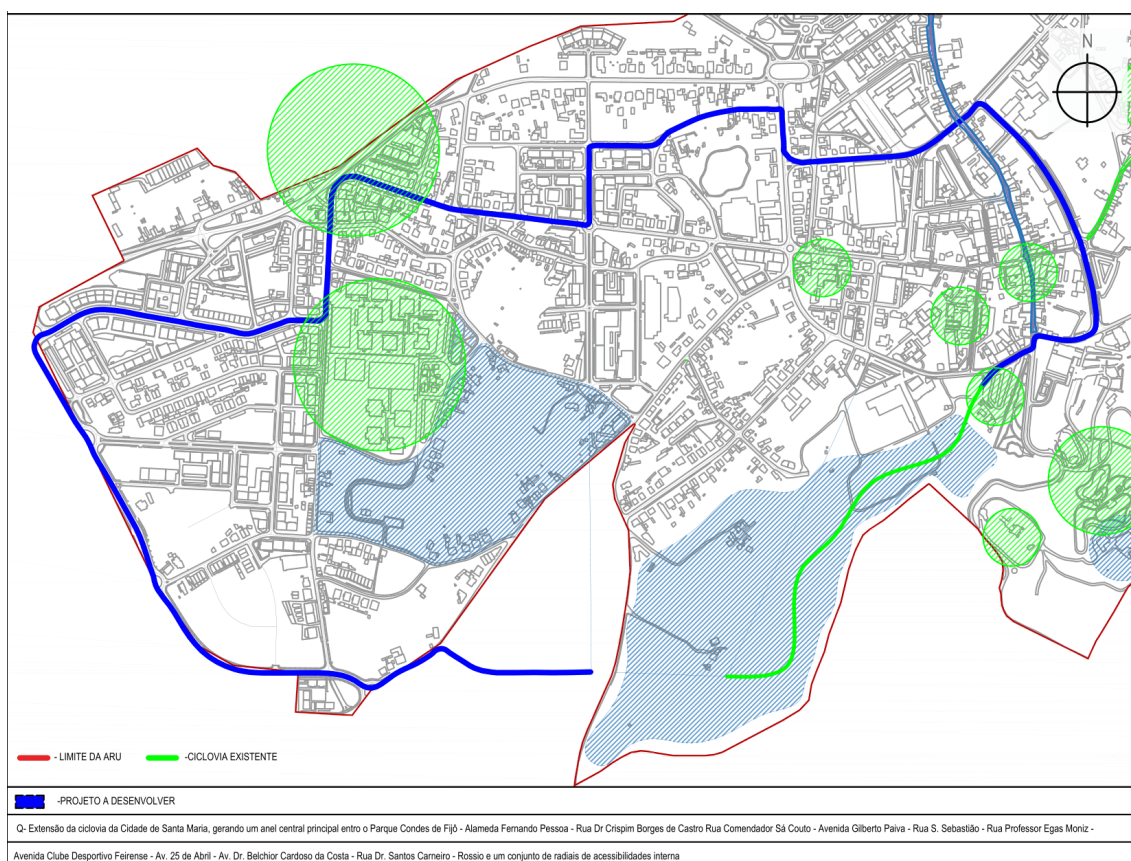 N
- LIMITE DA ARU
-CICLOVIA EXISTENTE
-PROJETO A DESENVOLVER
Q- Extensão da ciclovia da Cidade de Santa Maria, gerando um anel central principal entre o Parque Condes de Fijô - Alameda Fernando Pessoa - Rua Dr Crispim Borges de Castro Rua Comendador Sá Couto - Avenida Gilberto Paiva - Rua S. Sebastião - Rua Professor Egas Moniz -
Avenida Clube Desportivo Feirense - Av. 25 de Abril - Av. Dr. Belchior Cardoso da Costa - Rua Dr. Santos Carneiro - Rossio e um conjunto de radiais de acessibilidades interna